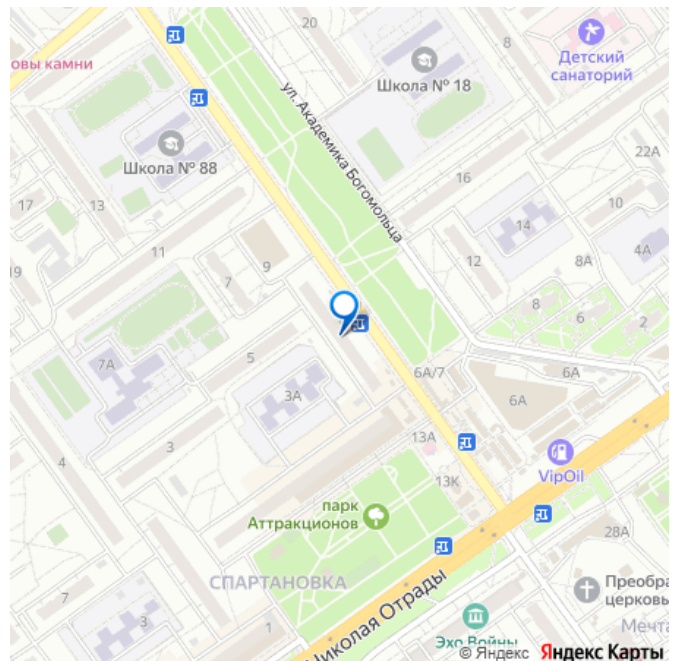 20
8
Детский
санаторий
овы камни
Школа № 18
ул. Академика Богомольца
Школа № 88
22А
16
17
13
10
14
11
12
4А
8А
19
9
7
8
6
2
5
7А
6А/7
6А
3А
6А
13А
3
4
VipOil
13К
парк
Аттракционов
28А
СПАРТАНОВКА
Преобра
церковь
7
Николая Отрады
3
1
Мечта
Эхо Войны
© Яндекс Яндекс Карты